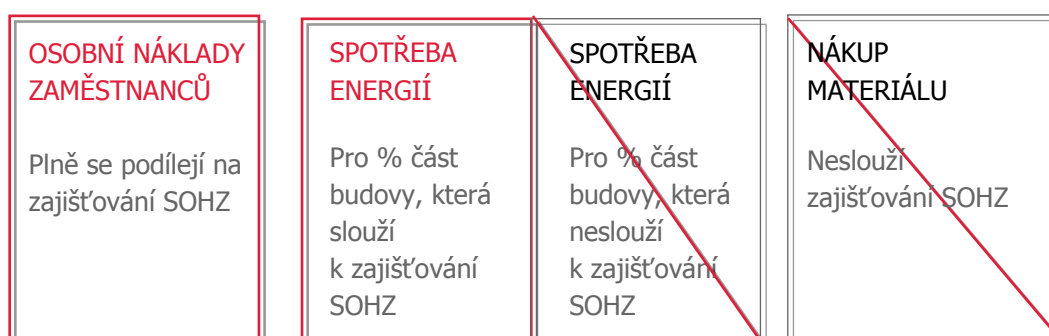 OSOBNÍ NÁKLADY
ZAMĚSTNANCŮ
Plně se podílejí na
zajišťování SOHZ
SPOTŘEBA
ENERGIÍ
Pro % část
budovy, která
slouží
k zajišťování
SOHZ
SPOTŘEBA
ENERGIÍ
Pro % část
budovy, která
neslouží
k zajišťování
SOHZ
NÁKUP
MATERIÁLU
Neslouží
zajišťování SOHZ